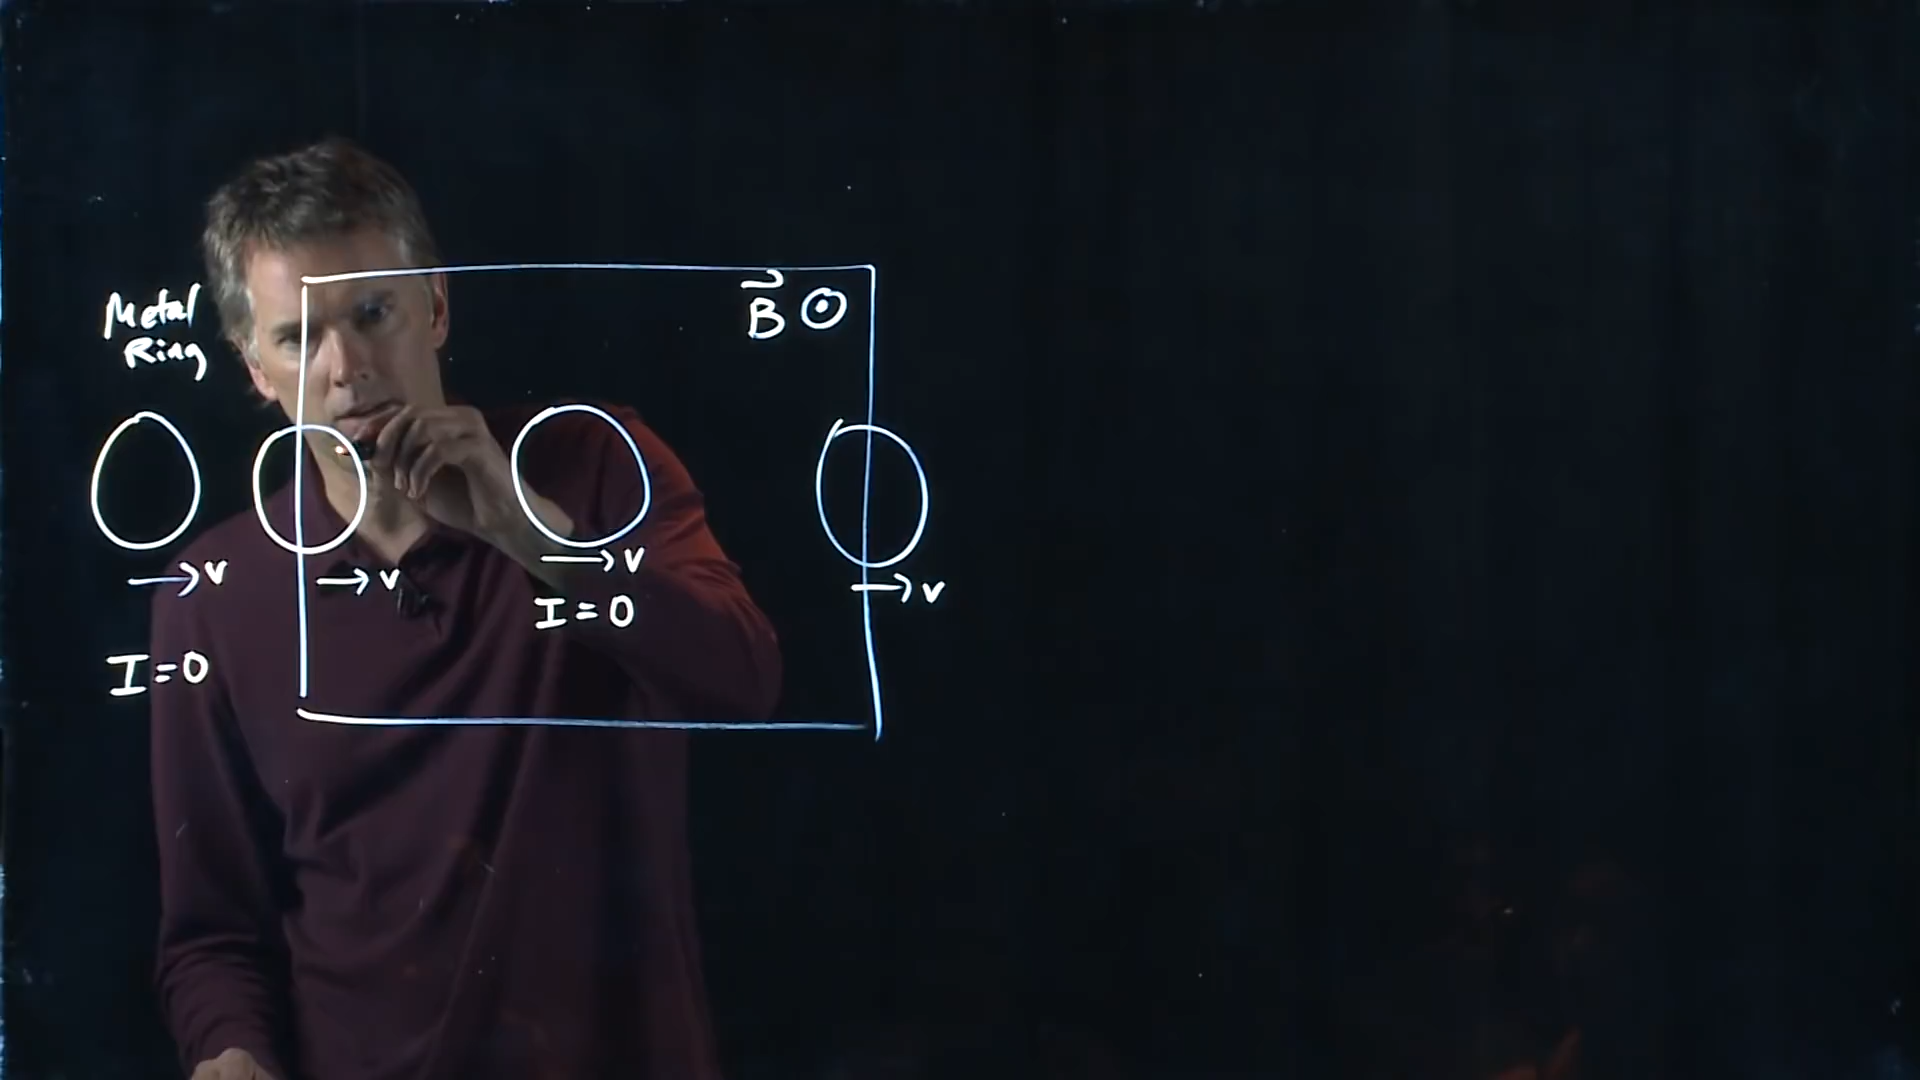 Metal
Ring
B⃗ ⊙
→ v
→ v
→ v
→ v
I = 0
I = 0